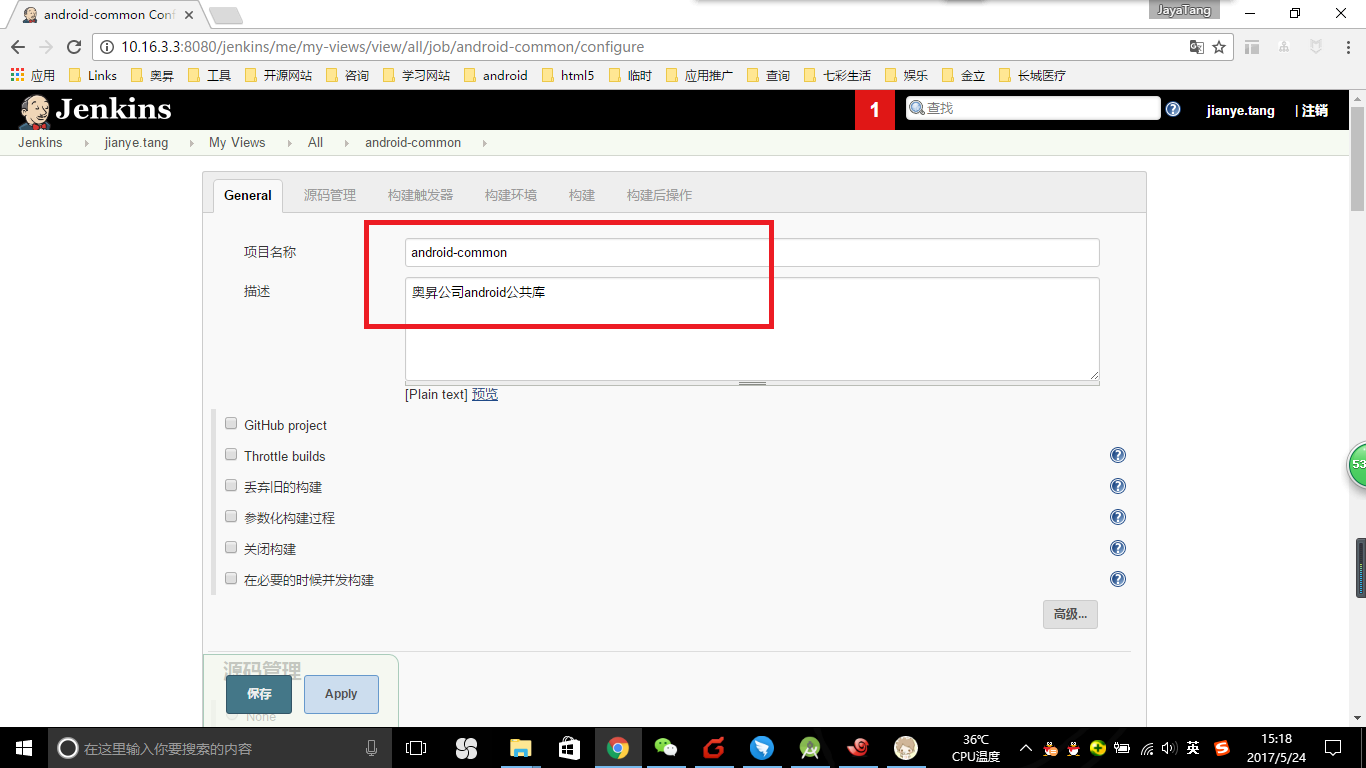 android-common Conf
JayaTang
10.16.3.3:8080/jenkins/me/my-views/view/all/job/android-common/configure
应用 Links 奥昇 工具 开源网站 咨询 学习网站 android html5 临时 应用推广 查询 七彩生活 娱乐 金立 长城医疗
Jenkins 1 查找 jianye.tang | 注销
Jenkins jianye.tang My Views All android-common
General 源码管理 构建触发器 构建环境 构建 构建后操作
项目名称 android-common
描述 奥昇公司android公共库
[Plain text] 预览
GitHub project
Throttle builds
丢弃旧的构建
参数化构建过程
关闭构建
在必要的时候并发构建
高级...
源码管理
保存 Apply
None
53
在这里输入你要搜索的内容 36℃ 英 15:18
CPU温度 2017/5/24